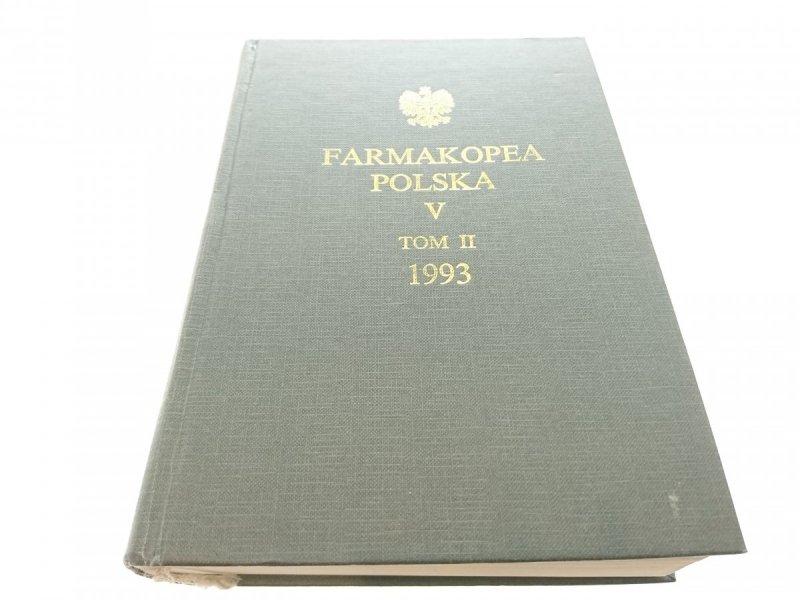 FARMAKOPEA
POLSKA
V
TOM II
1993